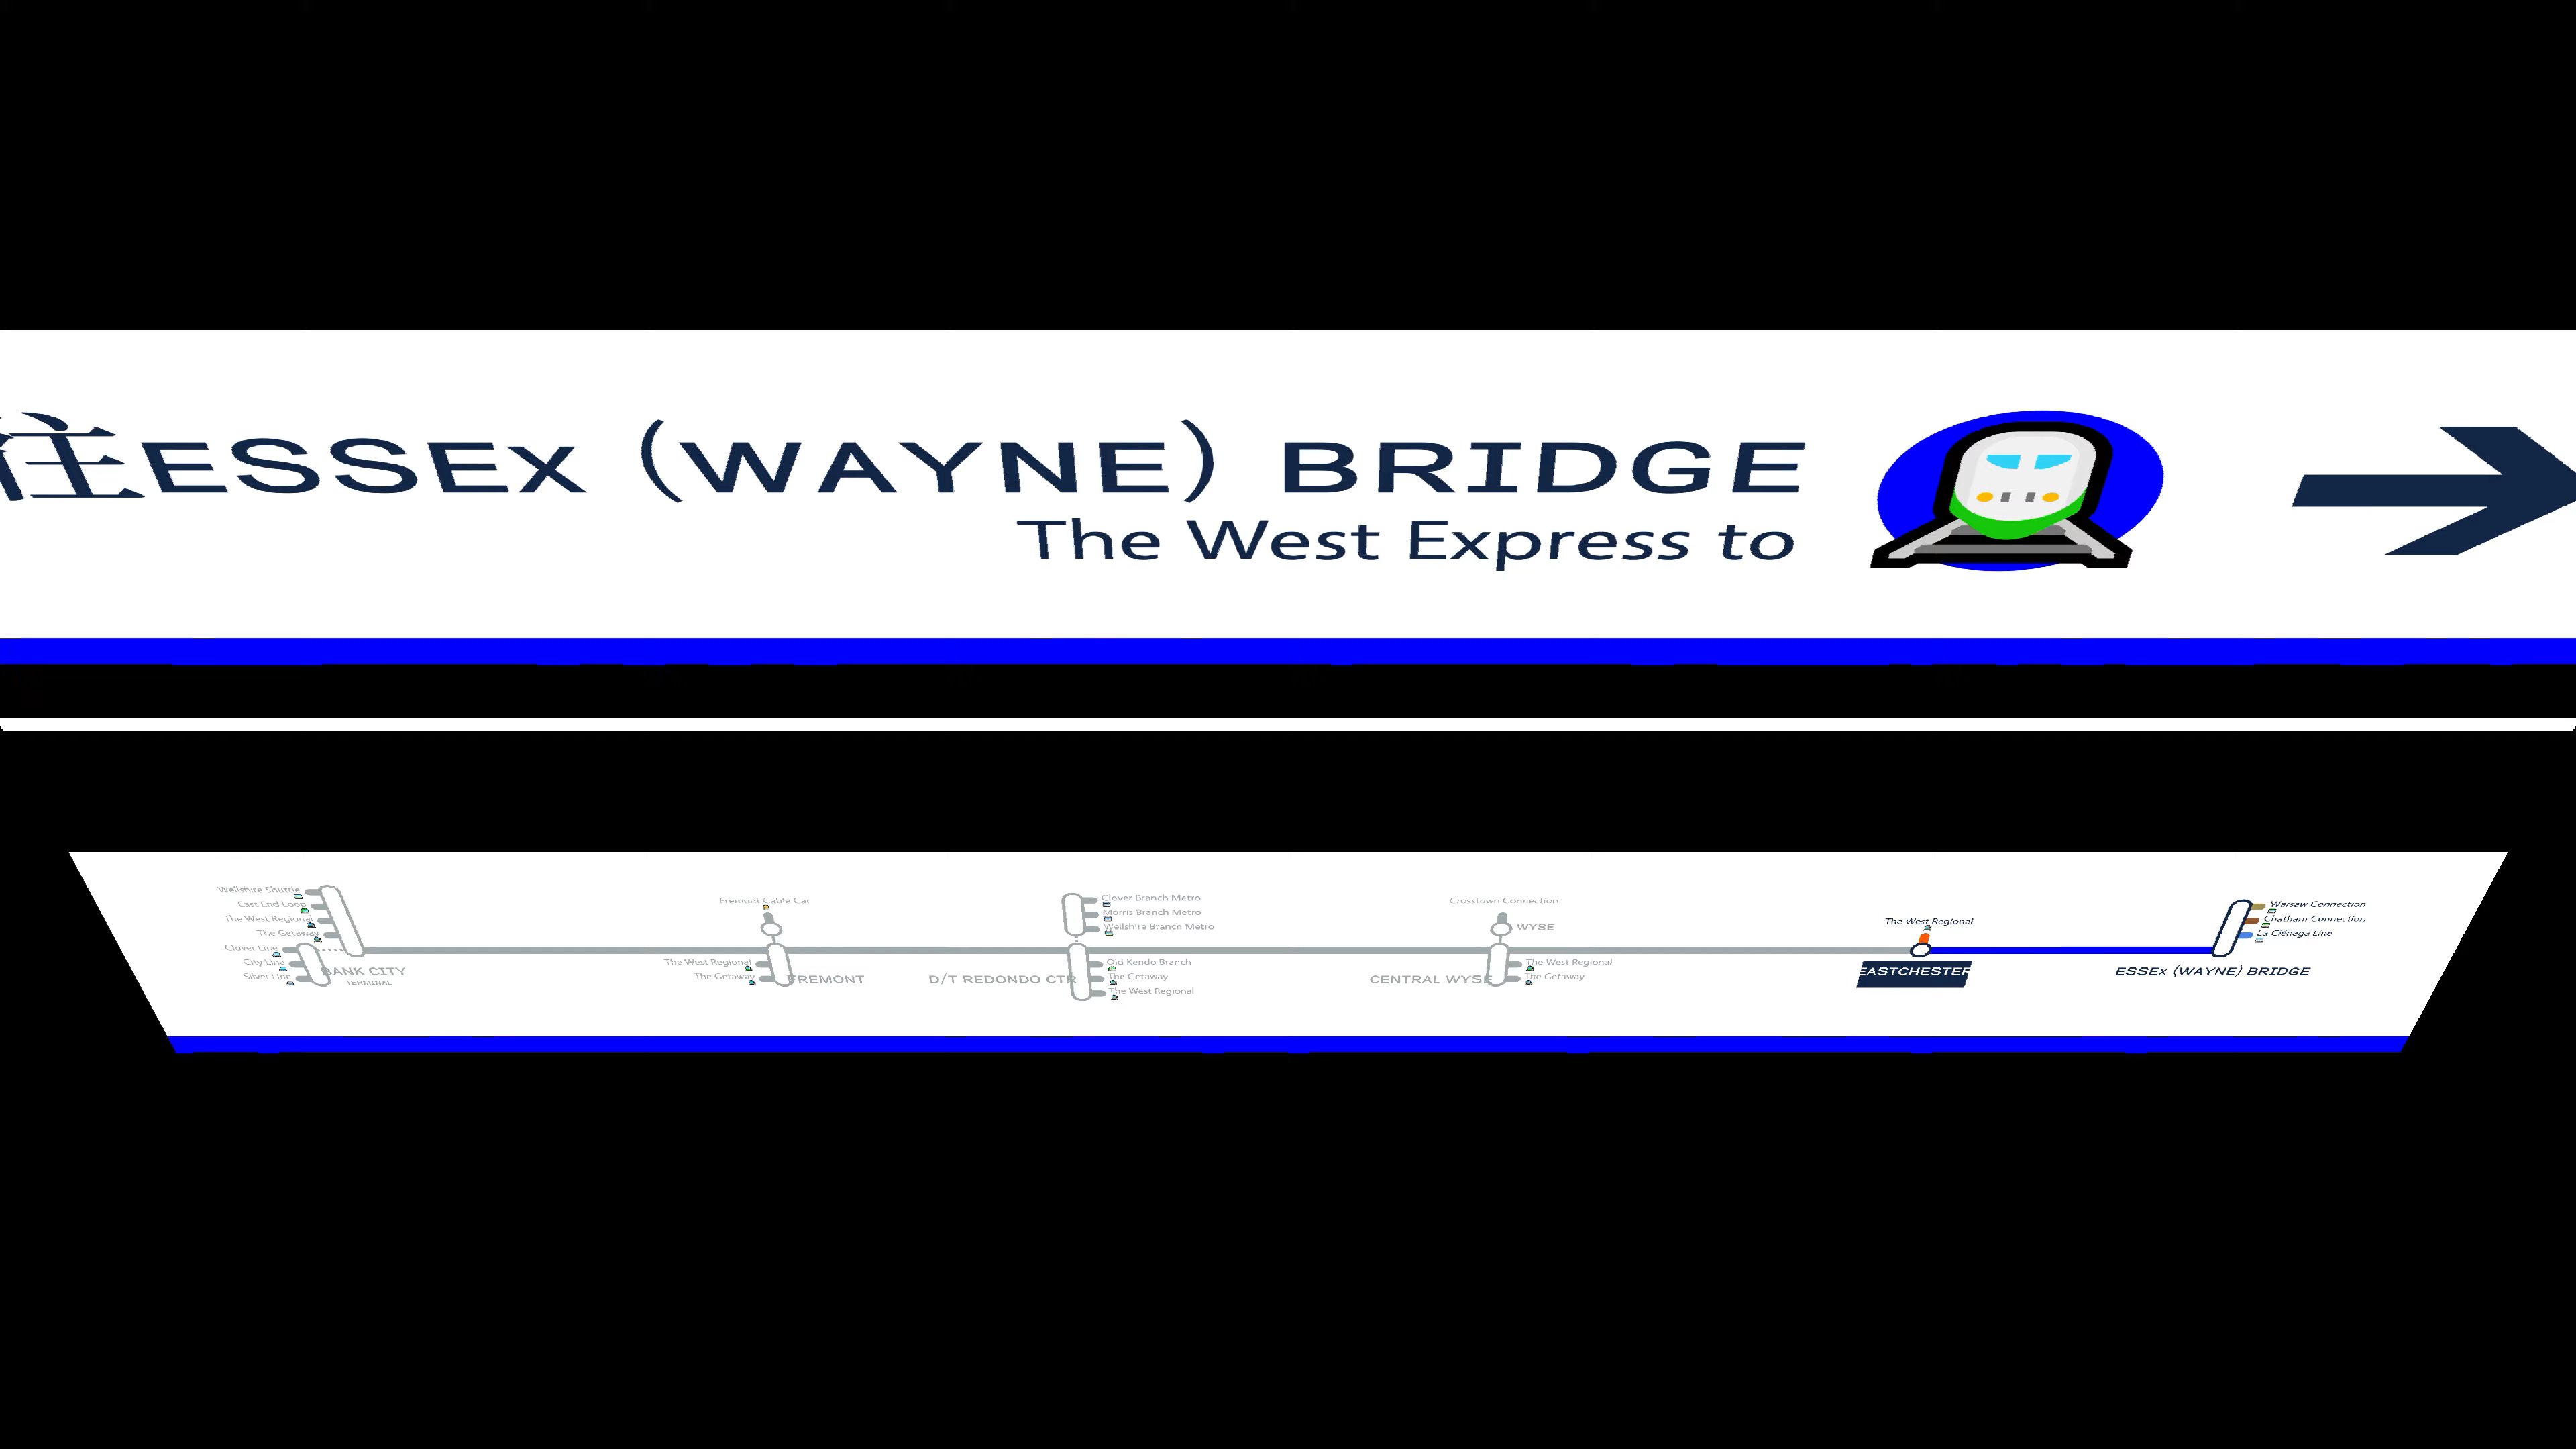 往ESSEX (WAYNE) BRIDGE
The West Express to
Wellshire Shuttle
East End Loop
The West Regional
The Getaway
Clover Line
City Line
Silver Line
BANK CITY
TERMINAL
Fremont Cable Car
The West Regional
The Getaway
FREMONT
Clover Branch Metro
Morris Branch Metro
Wellshire Branch Metro
D/T REDONDO CTR
Old Kendo Branch
The Getaway
The West Regional
Crosstown Connection
WYSE
CENTRAL WYSE
The West Regional
The Getaway
The West Regional
EASTCHESTER
Warsaw Connection
Chatham Connection
La Ciénaga Line
ESSEX (WAYNE) BRIDGE